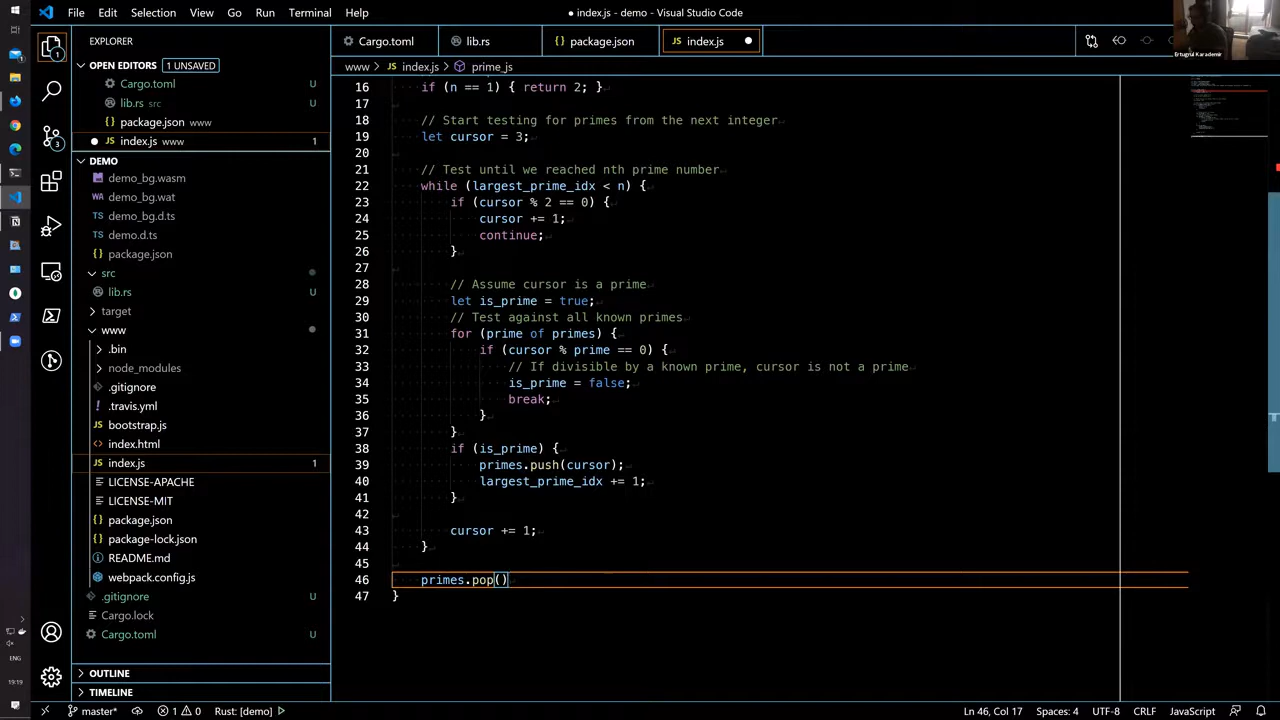 File Edit Selection View Go Run Terminal Help
● index.js - demo - Visual Studio Code
Ertugrul Karademir
EXPLORER
OPEN EDITORS 1 UNSAVED
Cargo.toml U
lib.rs src U
package.json www
JS index.js www 1
DEMO
demo_bg.wasm
demo_bg.wat
demo_bg.d.ts
demo.d.ts
package.json
src
lib.rs U
target
www
.bin
node_modules
.gitignore
.travis.yml
JS bootstrap.js
index.html
JS index.js 1
LICENSE-APACHE
LICENSE-MIT
package.json
package-lock.json
README.md
webpack.config.js
.gitignore U
Cargo.lock
Cargo.toml U
OUTLINE
TIMELINE
Cargo.toml lib.rs package.json JS index.js
www > JS index.js > prime_js
16 if (n == 1) { return 2; }
17
18 // Start testing for primes from the next integer
19 let cursor = 3;
20
21 // Test until we reached nth prime number
22 while (largest_prime_idx < n) {
23 if (cursor % 2 == 0) {
24 cursor += 1;
25 continue;
26 }
27
28 // Assume cursor is a prime
29 let is_prime = true;
30 // Test against all known primes
31 for (prime of primes) {
32 if (cursor % prime == 0) {
33 // If divisible by a known prime, cursor is not a prime
34 is_prime = false;
35 break;
36 }
37 }
38 if (is_prime) {
39 primes.push(cursor);
40 largest_prime_idx += 1;
41 }
42
43 cursor += 1;
44 }
45
46 primes.pop()
47 }
ENG
19:19
master* 1 0 Rust: [demo] Ln 46, Col 17 Spaces: 4 UTF-8 CRLF JavaScript